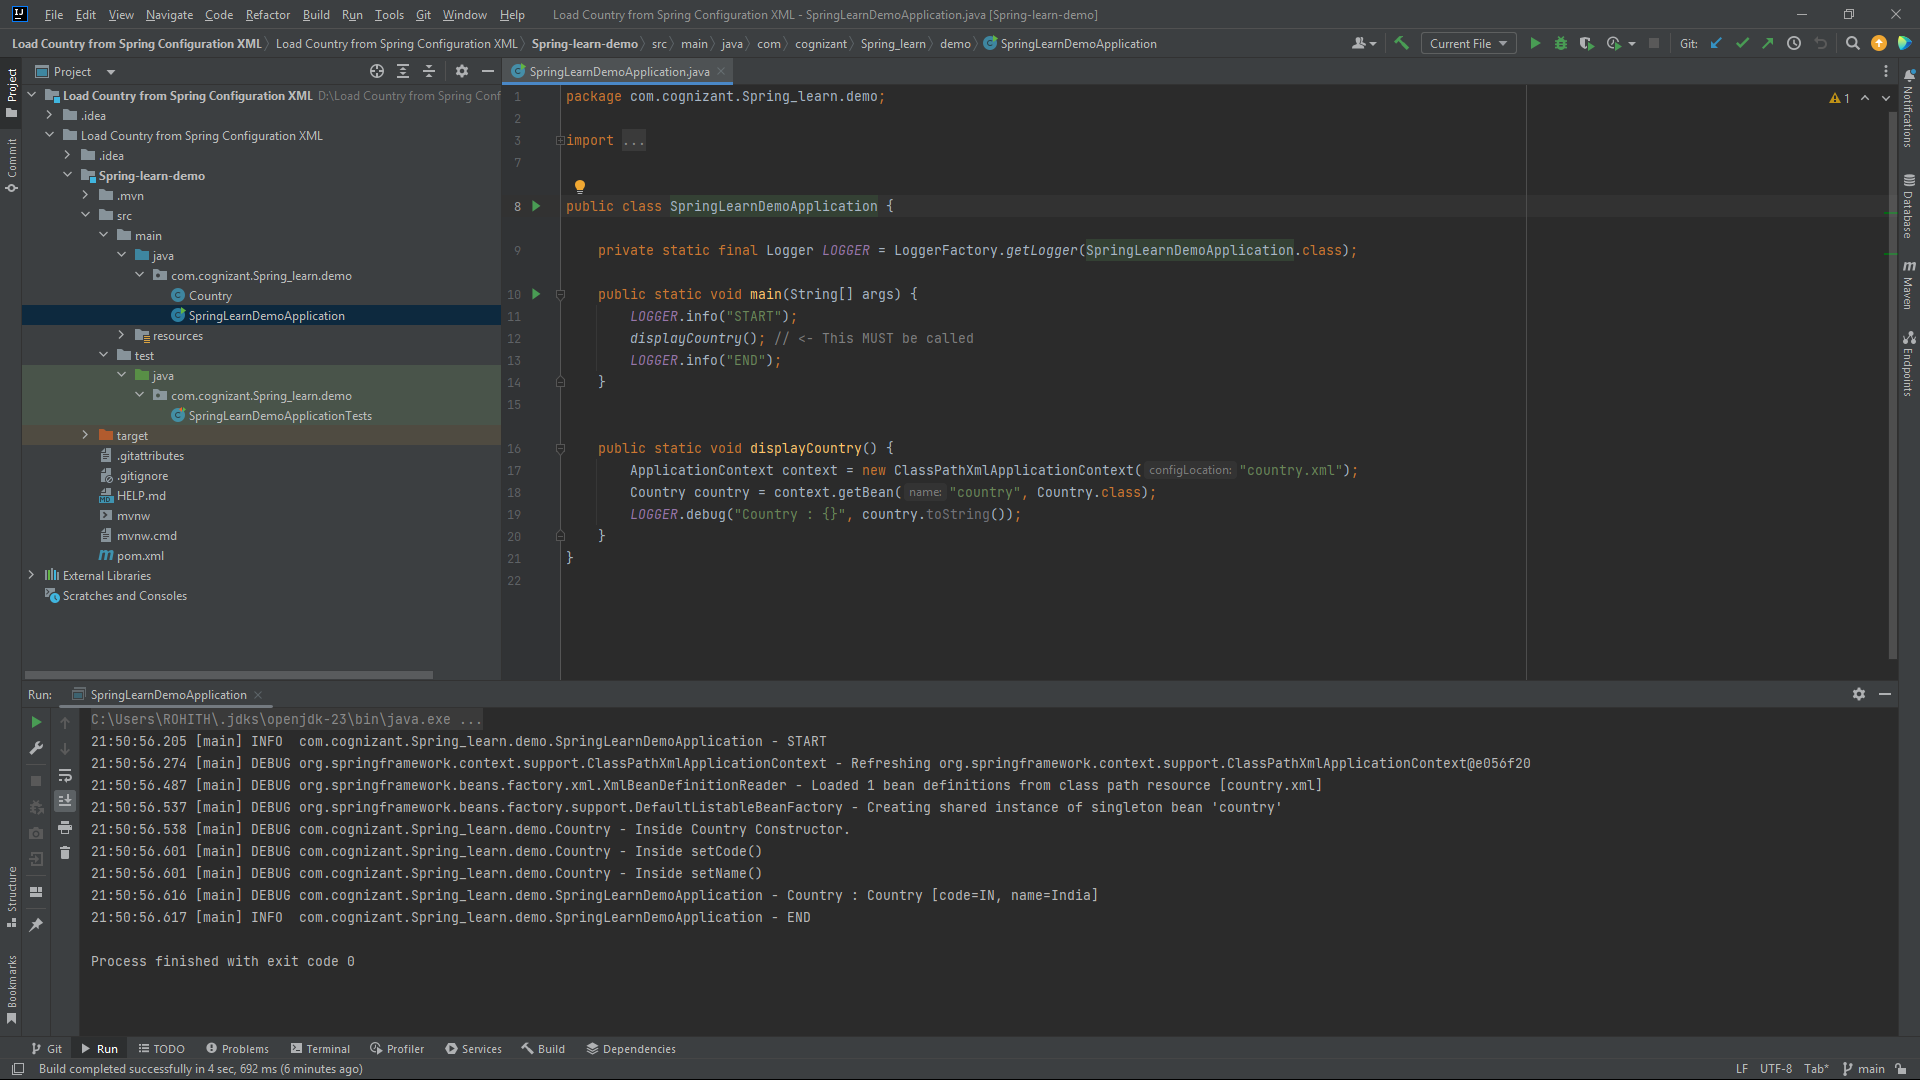 File Edit View Navigate Code Refactor Build Run Tools Git Window Help Load Country from Spring Configuration XML - SpringLearnDemoApplication.java [Spring-learn-demo]
Load Country from Spring Configuration XML Load Country from Spring Configuration XML Spring-learn-demo src main java com cognizant Spring_learn demo SpringLearnDemoApplication Current File Git:
Project
SpringLearnDemoApplication.java
Load Country from Spring Configuration XML D:\Load Country from Spring Conf
.idea
Load Country from Spring Configuration XML
.idea
Spring-learn-demo
.mvn
src
main
java
com.cognizant.Spring_learn.demo
Country
SpringLearnDemoApplication
resources
test
java
com.cognizant.Spring_learn.demo
SpringLearnDemoApplicationTests
target
.gitattributes
.gitignore
HELP.md
mvnw
mvnw.cmd
pom.xml
External Libraries
Scratches and Consoles
Project
Commit
Structure
Bookmarks
1 package com.cognizant.Spring_learn.demo;
2
3 import ...
7
8 public class SpringLearnDemoApplication {
9 private static final Logger LOGGER = LoggerFactory.getLogger(SpringLearnDemoApplication.class);
10 public static void main(String[] args) {
11 LOGGER.info("START");
12 displayCountry(); // <- This MUST be called
13 LOGGER.info("END");
14 }
15
16 public static void displayCountry() {
17 ApplicationContext context = new ClassPathXmlApplicationContext( configLocation: "country.xml");
18 Country country = context.getBean( name: "country", Country.class);
19 LOGGER.debug("Country : {}", country.toString());
20 }
21 }
22
1
Notifications
Database
Maven
Endpoints
Run: SpringLearnDemoApplication
C:\Users\ROHITH\.jdks\openjdk-23\bin\java.exe ...
21:50:56.205 [main] INFO  com.cognizant.Spring_learn.demo.SpringLearnDemoApplication - START
21:50:56.274 [main] DEBUG org.springframework.context.support.ClassPathXmlApplicationContext - Refreshing org.springframework.context.support.ClassPathXmlApplicationContext@e056f20
21:50:56.487 [main] DEBUG org.springframework.beans.factory.xml.XmlBeanDefinitionReader - Loaded 1 bean definitions from class path resource [country.xml]
21:50:56.537 [main] DEBUG org.springframework.beans.factory.support.DefaultListableBeanFactory - Creating shared instance of singleton bean 'country'
21:50:56.538 [main] DEBUG com.cognizant.Spring_learn.demo.Country - Inside Country Constructor.
21:50:56.601 [main] DEBUG com.cognizant.Spring_learn.demo.Country - Inside setCode()
21:50:56.601 [main] DEBUG com.cognizant.Spring_learn.demo.Country - Inside setName()
21:50:56.616 [main] DEBUG com.cognizant.Spring_learn.demo.SpringLearnDemoApplication - Country : Country [code=IN, name=India]
21:50:56.617 [main] INFO  com.cognizant.Spring_learn.demo.SpringLearnDemoApplication - END
Process finished with exit code 0
Git Run TODO Problems Terminal Profiler Services Build Dependencies
Build completed successfully in 4 sec, 692 ms (6 minutes ago) LF UTF-8 Tab* main